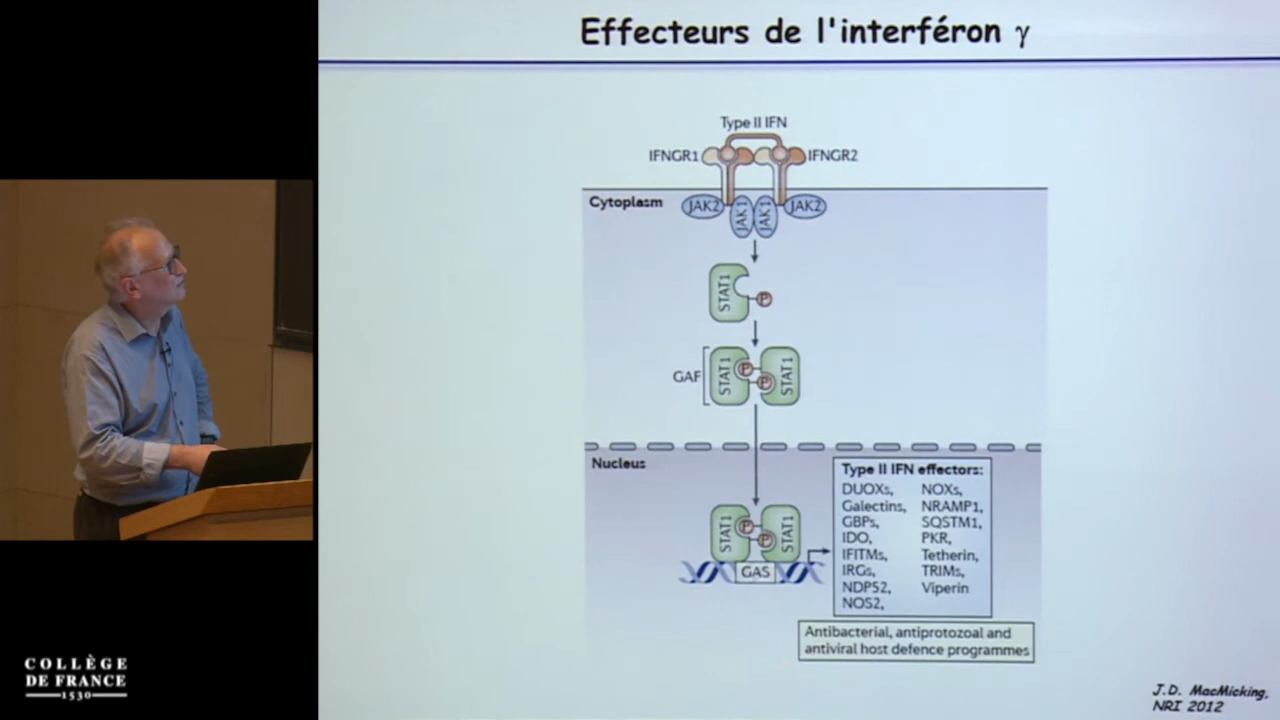 Effecteurs de l'interféron γ
Type II IFN
IFNGR1
IFNGR2
Cytoplasm
JAK2
JAK1
JAK1
JAK2
STAT1
P
GAF
STAT1
P
P
STAT1
Nucleus
STAT1
P
P
STAT1
GAS
Type II IFN effectors:
DUOXs, NOXs,
Galectins, NRAMP1,
GBPs, SQSTM1,
IDO, PKR,
IFITMs, Tetherin,
IRGs, TRIMs,
NDP52, Viperin
NOS2,
Antibacterial, antiprotozoal and
antiviral host defence programmes
J.D. MacMicking,
NRI 2012
COLLÈGE
DE FRANCE
1530